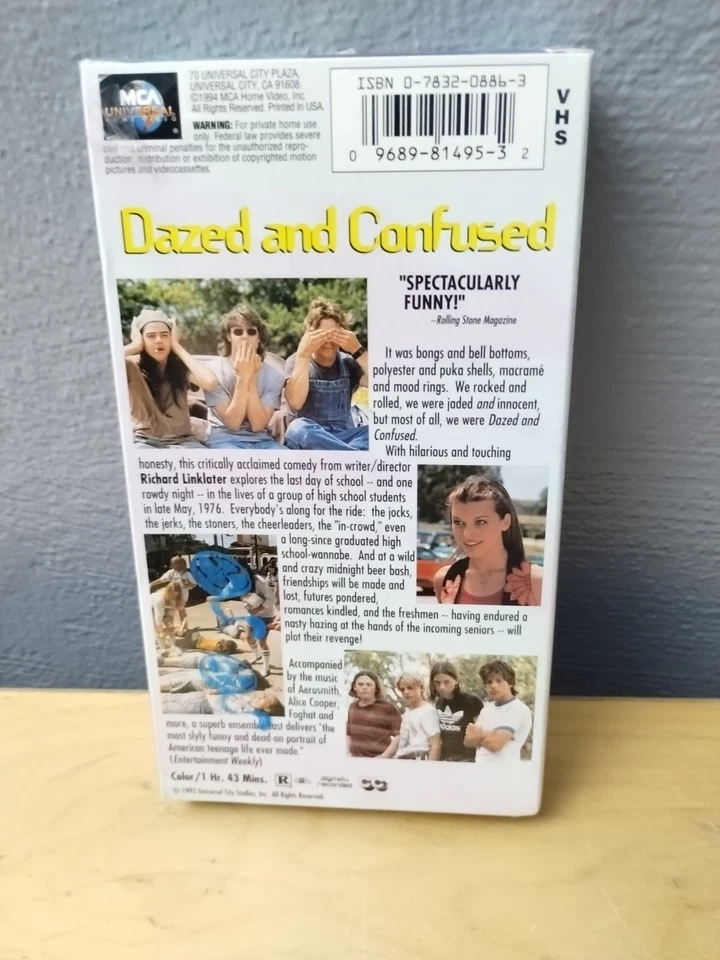 MCA
UNIVERSAL
70 UNIVERSAL CITY PLAZA,
UNIVERSAL CITY, CA 91608.
©1994 MCA Home Video, Inc.
All Rights Reserved. Printed in USA.
WARNING: For private home use
only. Federal law provides severe
civil and criminal penalties for the unauthorized repro-
duction, distribution or exhibition of copyrighted motion
pictures and videocassettes.
ISBN 0-7832-0886-3
0 9689-81495-3 2
VHS
Dazed and Confused
"SPECTACULARLY
FUNNY!"
--Rolling Stone Magazine
It was bongs and bell bottoms,
polyester and puka shells, macramé
and mood rings. We rocked and
rolled, we were jaded and innocent,
but most of all, we were Dazed and
Confused.
With hilarious and touching
honesty, this critically acclaimed comedy from writer/director
Richard Linklater explores the last day of school -- and one
rowdy night -- in the lives of a group of high school students
in late May, 1976. Everybody's along for the ride: the jocks,
the jerks, the stoners, the cheerleaders, the "in-crowd," even
a long-since graduated high
school-wannabe. And at a wild
and crazy midnight beer bash,
friendships will be made and
lost, futures pondered,
romances kindled, and the freshmen -- having endured a
nasty hazing at the hands of the incoming seniors -- will
plot their revenge!
Accompanied
by the music
of Aerosmith,
Alice Cooper,
Foghat and
more, a superb ensemble cast delivers "the
most slyly funny and dead-on portrait of
American teenage life ever made."
(Entertainment Weekly)
adidas
Color/1 Hr. 43 Mins.
R
digitally
recorded
CC
© 1993 Universal City Studios, Inc. All Rights Reserved.